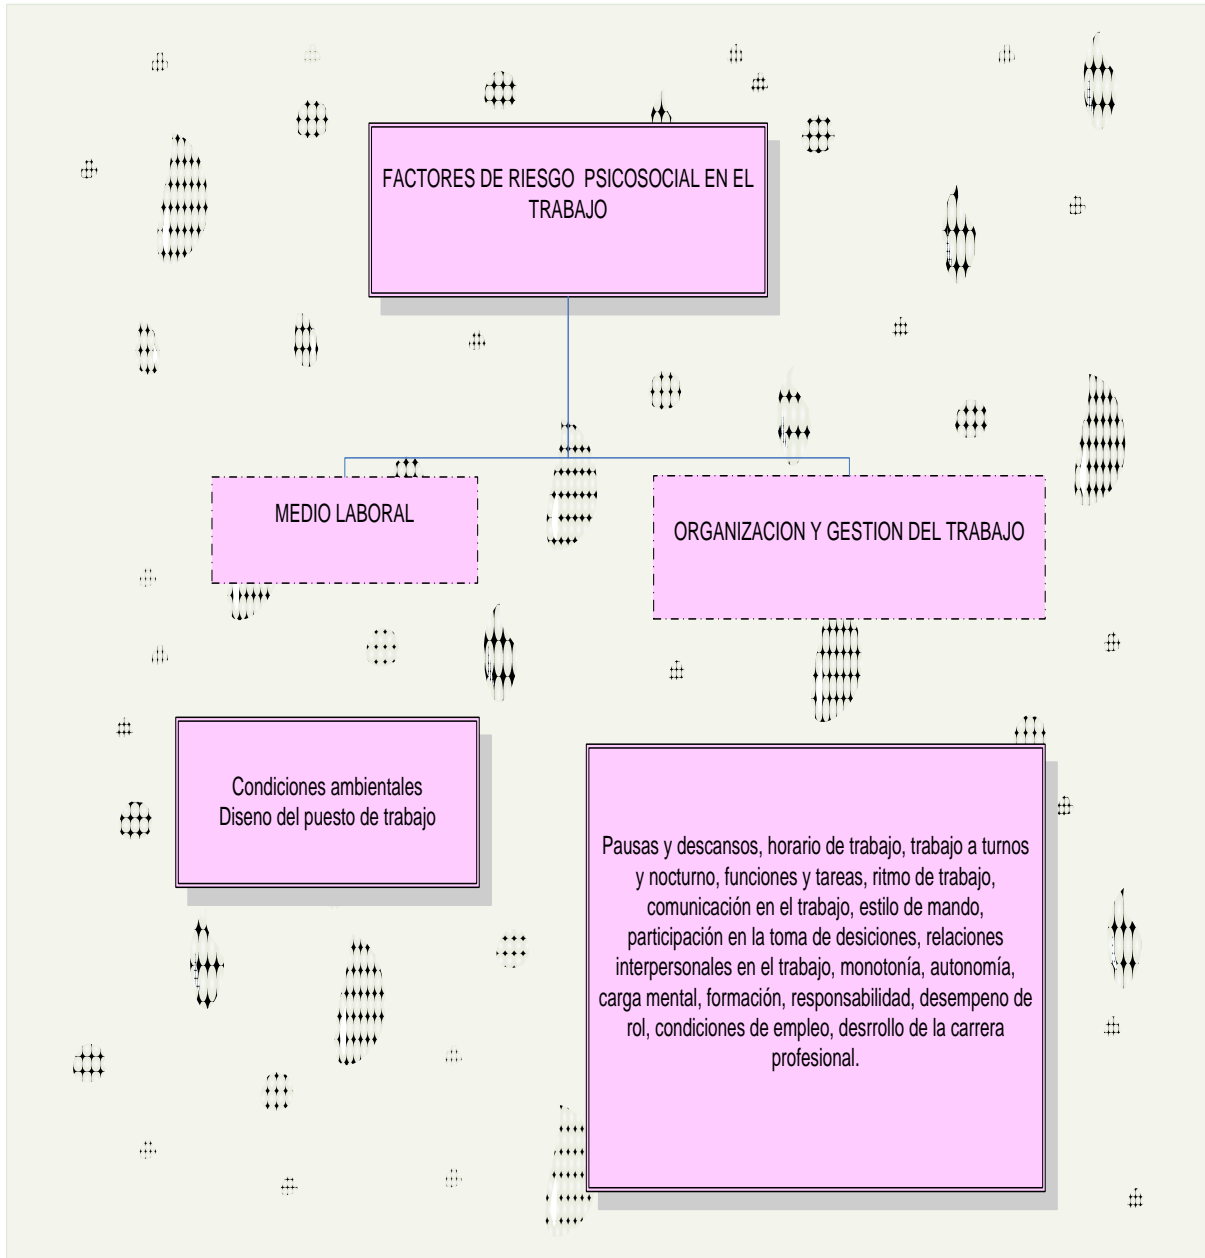 FACTORES DE RIESGO PSICOSOCIAL EN EL
TRABAJO
MEDIO LABORAL
ORGANIZACION Y GESTION DEL TRABAJO
Condiciones ambientales
Diseno del puesto de trabajo
Pausas y descansos, horario de trabajo, trabajo a turnos
y nocturno, funciones y tareas, ritmo de trabajo,
comunicación en el trabajo, estilo de mando,
participación en la toma de desiciones, relaciones
interpersonales en el trabajo, monotonía, autonomía,
carga mental, formación, responsabilidad, desempeno de
rol, condiciones de empleo, desrrollo de la carrera
profesional.